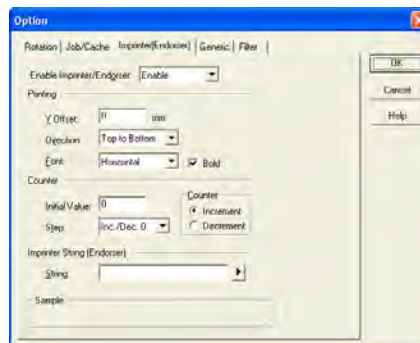 Option
Rotation Job/Cache Imprinter(Endorser) Generic Filter
OK
Cancel
Help
Enable Imprinter/Endorser: Enable
Printing
Y Offset: 0 mm
Direction: Top to Bottom
Font: Horizontal Bold
Counter
Initial Value: 0
Step: Inc./Dec. 0
Counter
Increment
Decrement
Imprinter String (Endorser)
String:
Sample